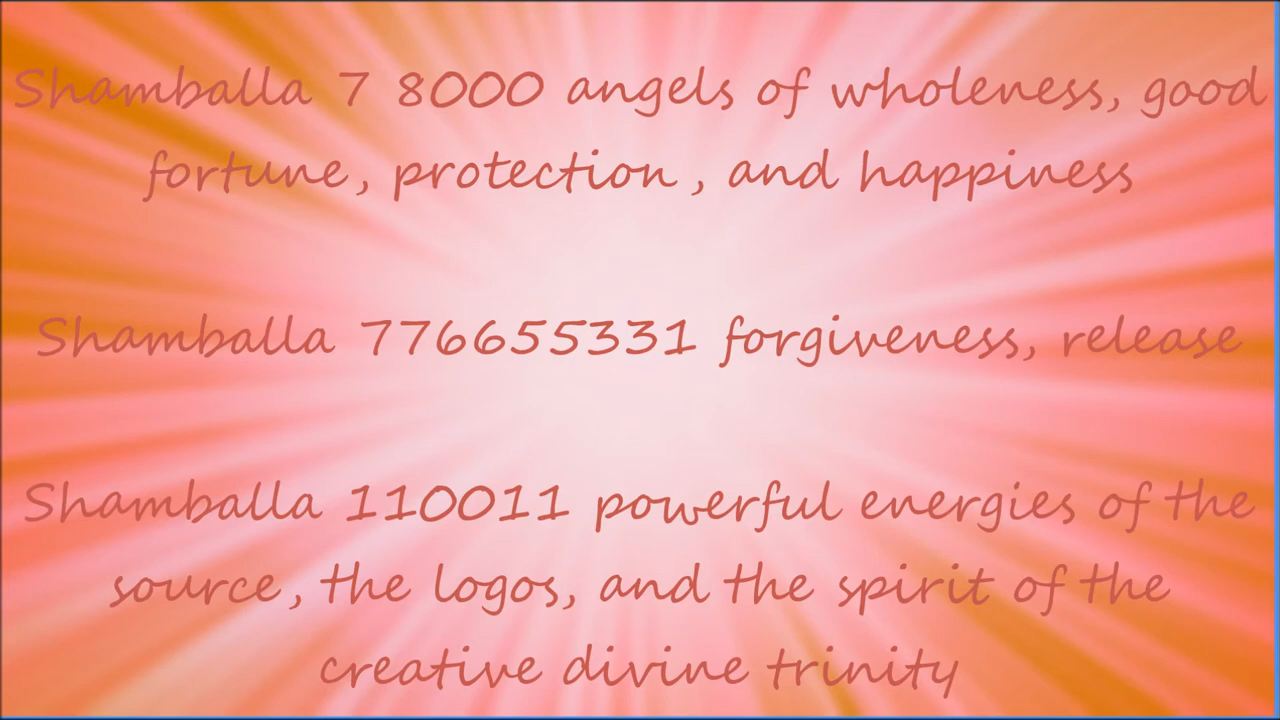 Shamballa 7 8000 angels of wholeness, good
fortune, protection, and happiness
Shamballa 776655331 forgiveness, release
Shamballa 110011 powerful energies of the
source, the logos, and the spirit of the
creative divine trinity